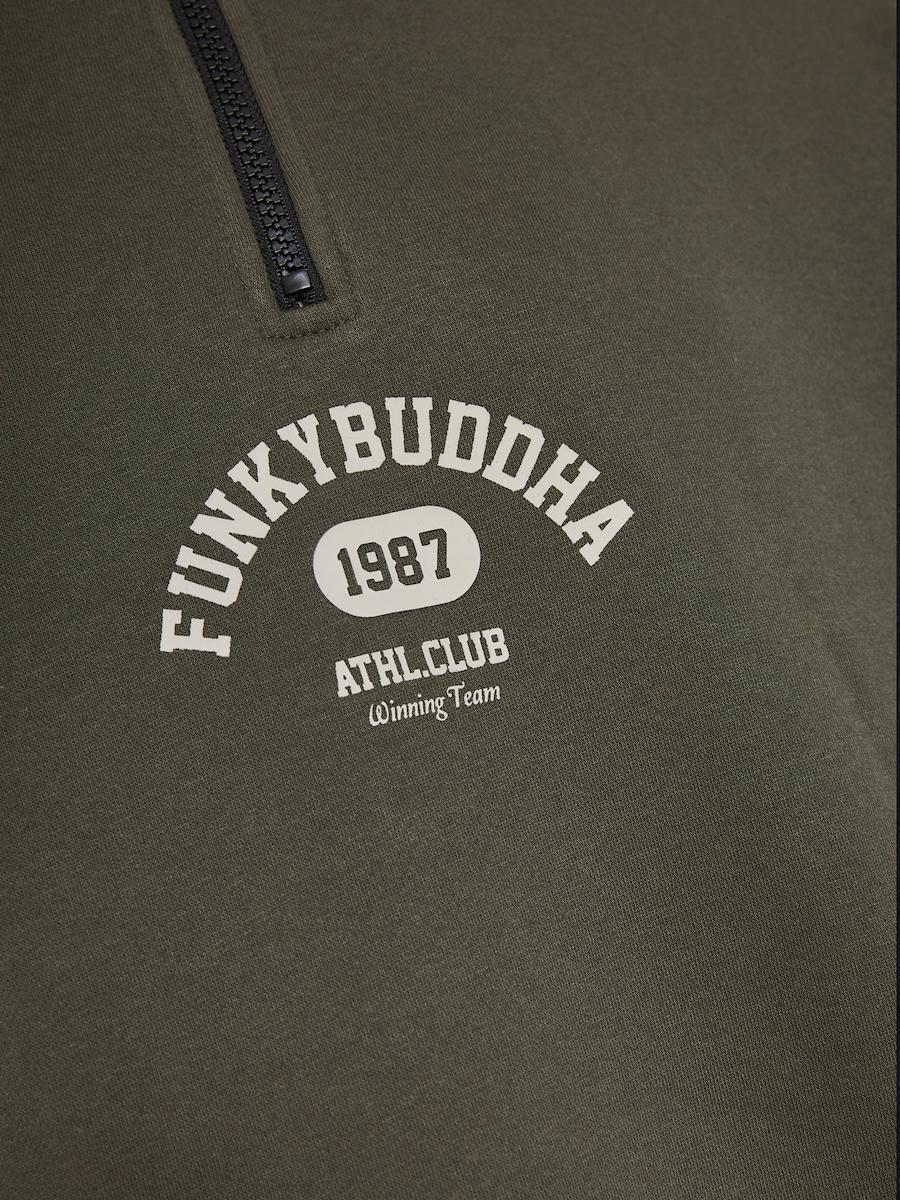 FUNKYBUDDHA
1987
ATHL.CLUB
Winning Team